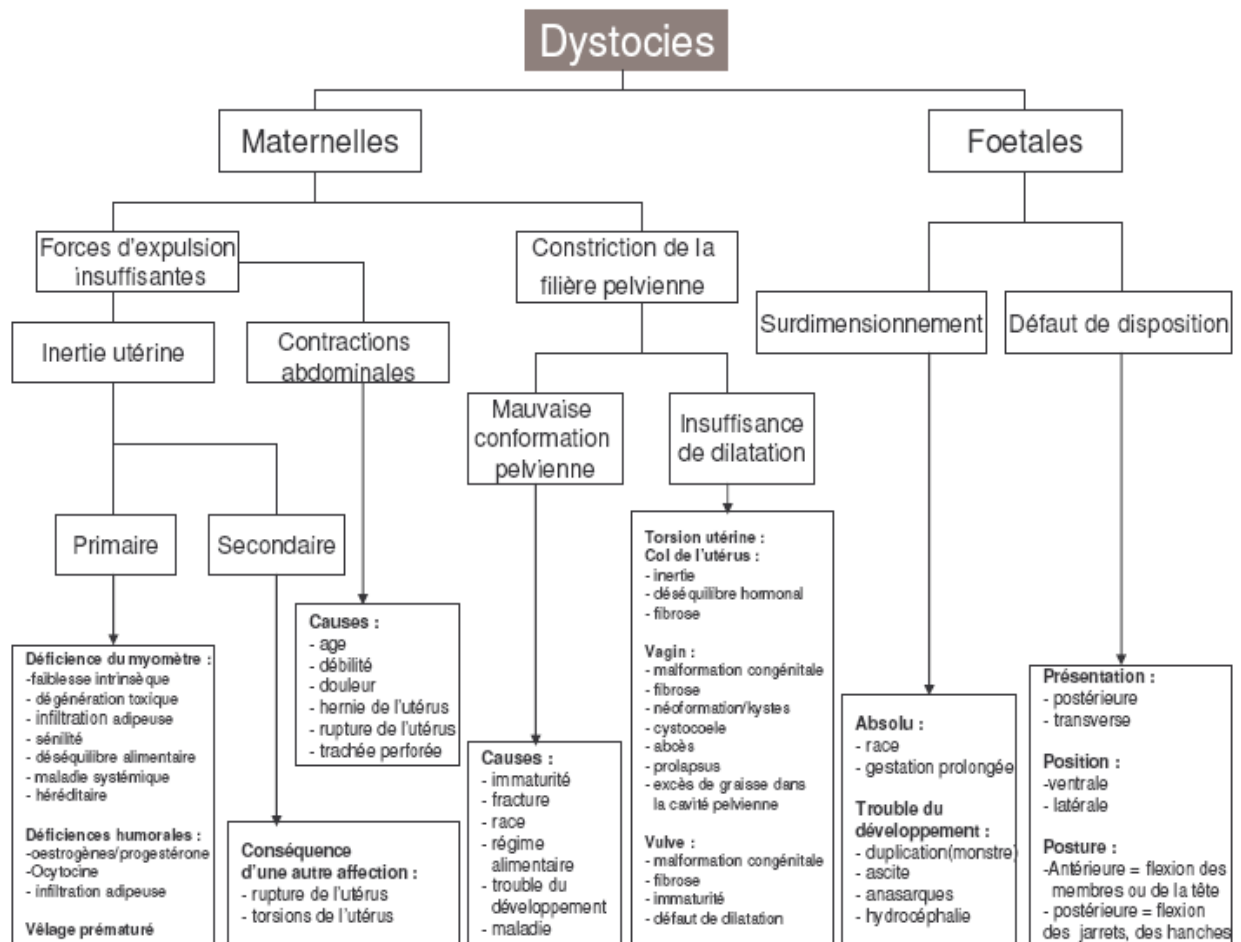 Dystocies
Maternelles
Foetales
Forces d'expulsion
insuffisantes
Constriction de la
filière pelvienne
Surdimensionnement
Défaut de disposition
Inertie utérine
Contractions
abdominales
Mauvaise
conformation
pelvienne
Insuffisance
de dilatation
Primaire
Secondaire
Déficience du myomètre :
-faiblesse intrinsèque
- dégénération toxique
- infiltration adipeuse
- sénilité
- déséquilibre alimentaire
- maladie systémique
- héréditaire
Déficiences humorales :
-oestrogènes/progestérone
-Ocytocine
- infiltration adipeuse
Vêlage prématuré
Conséquence
d'une autre affection :
- rupture de l'utérus
- torsions de l'utérus
Causes :
- age
- débilité
- douleur
- hernie de l'utérus
- rupture de l'utérus
- trachée perforée
Causes :
- immaturité
- fracture
- race
- régime
alimentaire
- trouble du
développement
- maladie
Torsion utérine :
Col de l'utérus :
- inertie
- déséquilibre hormonal
- fibrose
Vagin :
- malformation congénitale
- fibrose
- néoformation/kystes
- cystocoele
- abcès
- prolapsus
- excès de graisse dans
la cavité pelvienne
Vulve :
- malformation congénitale
- fibrose
- immaturité
- défaut de dilatation
Absolu :
- race
- gestation prolongée
Trouble du
développement :
- duplication(monstre)
- ascite
- anasarques
- hydrocéphalie
Présentation :
- postérieure
- transverse
Position :
-ventrale
- latérale
Posture :
-Antérieure = flexion des
membres ou de la tête
- postérieure = flexion
des jarrets, des hanches